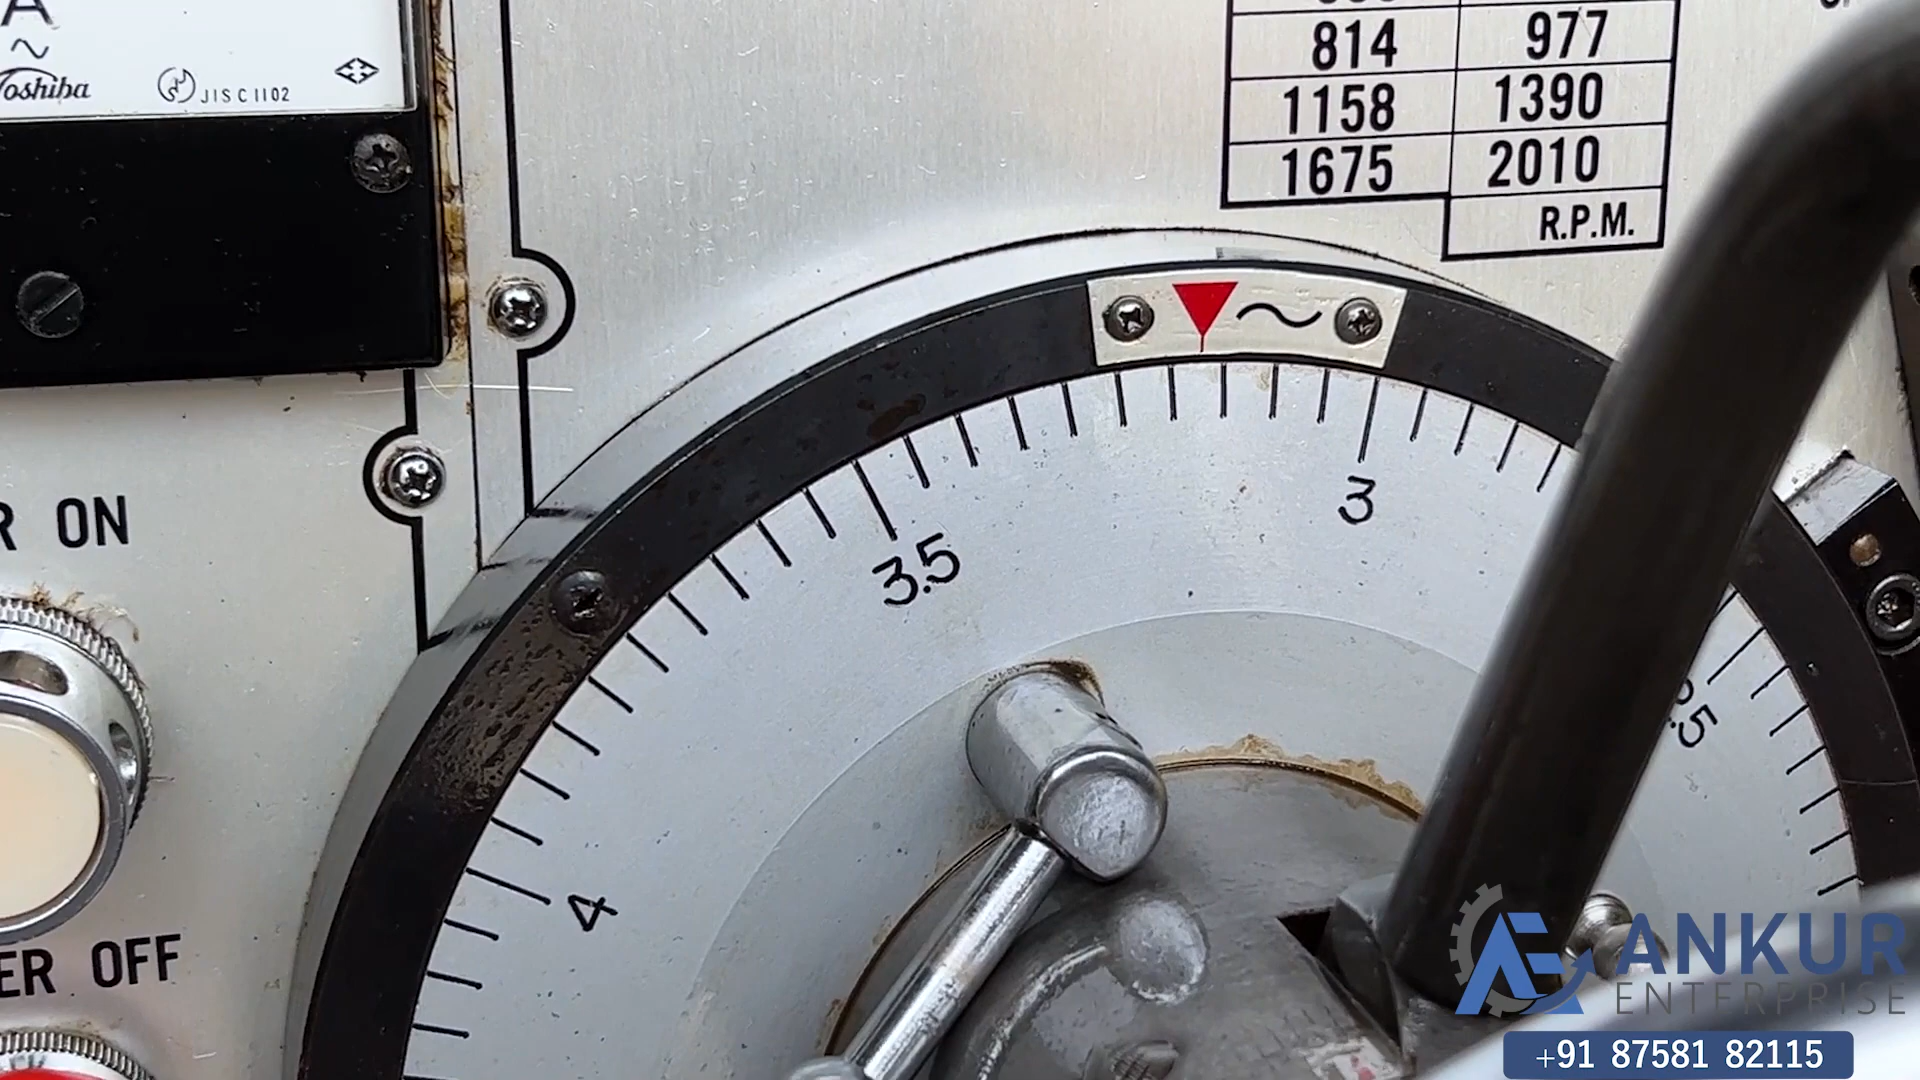 A
Toshiba
JIS C 1102
814 977
1158 1390
1675 2010
R.P.M.
ON
OFF
3
3.5
4
ANKUR
ENTERPRISE
+91 87581 82115